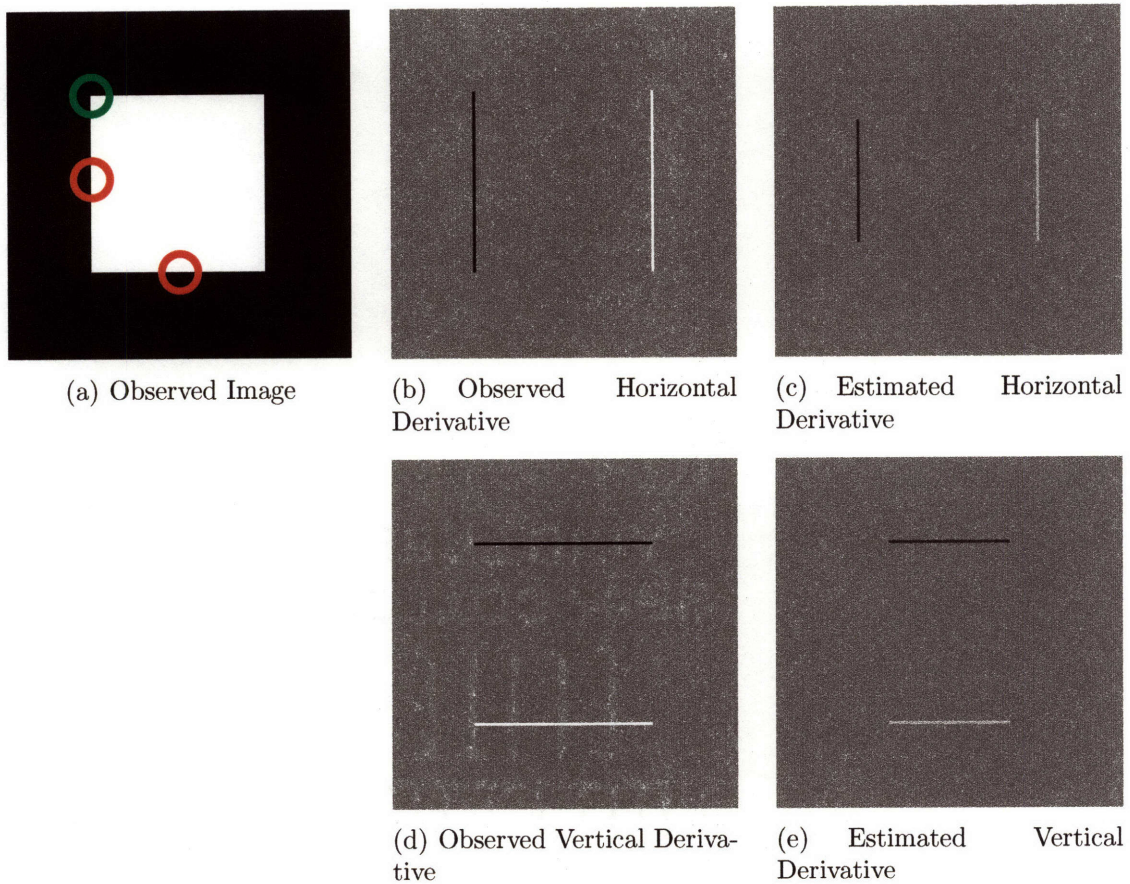 (a) Observed Image
(b) Observed Horizontal
Derivative
(c) Estimated Horizontal
Derivative
(d) Observed Vertical Deriva-
tive
(e) Estimated Vertical
Derivative